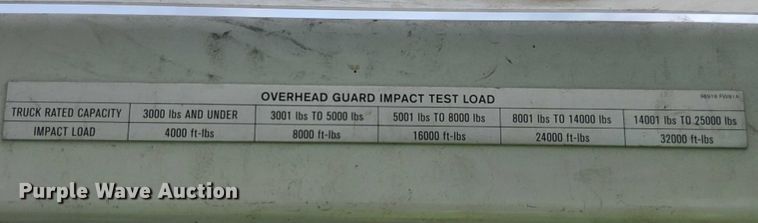 OVERHEAD GUARD IMPACT TEST LOAD
TRUCK RATED CAPACITY 3000 lbs AND UNDER 3001 lbs TO 5000 lbs 5001 lbs TO 8000 lbs 8001 lbs TO 14000 lbs 14001 lbs TO 25000 lbs
IMPACT LOAD 4000 ft-lbs 8000 ft-lbs 16000 ft-lbs 24000 ft-lbs 32000 ft-lbs
Purple Wave Auction